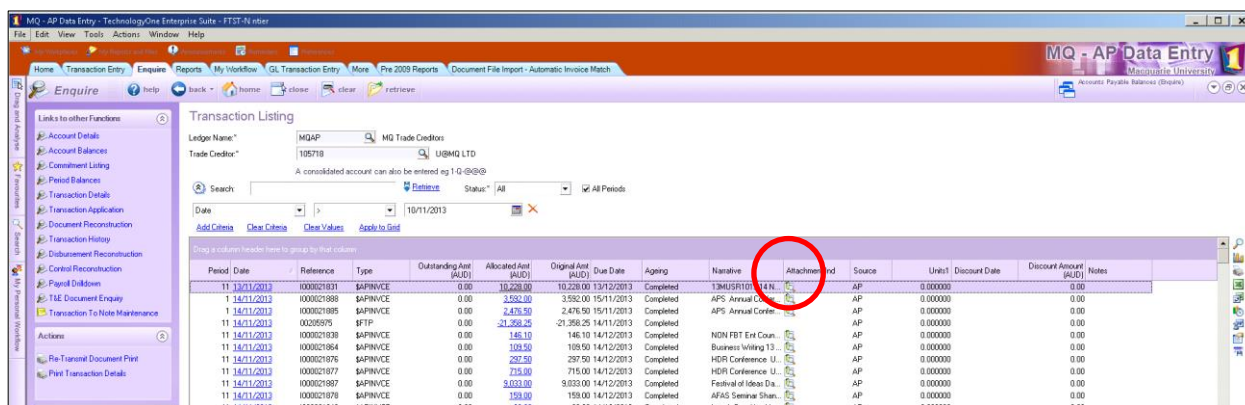 MQ - AP Data Entry - TechnologyOne Enterprise Suite - FTST-N ntier
File Edit View Tools Actions Window Help
MQ - AP Data Entry
Macquarie University
Home Transaction Entry Enquire Reports My Workflow GL Transaction Entry More Pre 2009 Reports Document File Import - Automatic Invoice Match
Accounts Payable Balances (Enquire)
Enquire help back home close clear retrieve
Drag and Analyse
Favourites
Search
My Personal Workflow
Links to other Functions
Account Details
Account Balances
Commitment Listing
Period Balances
Transaction Details
Transaction Application
Document Reconstruction
Transaction History
Disbursement Reconstruction
Control Reconstruction
Payroll Drilldown
T&E Document Enquiry
Transaction To Note Maintenance
Actions
Re-Transmit Document Print
Print Transaction Details
Transaction Listing
Ledger Name:* MQAP MQ Trade Creditors
Trade Creditor:* 105718 U@MQ LTD
A consolidated account can also be entered eg 1-Q-@@@
Search: Retrieve Status:* All All Periods
Date > 10/11/2013
Add Criteria Clear Criteria Clear Values Apply to Grid
Drag a column header here to group by that column
Period Date Reference Type Outstanding Amt (AUD) Allocated Amt (AUD) Original Amt (AUD) Due Date Ageing Narrative Attachment Ind Source Units1 Discount Date Discount Amount (AUD) Notes
11 13/11/2013 I000021831 $APINVCE 0.00 10,228.00 10,228.00 13/12/2013 Completed AP 0.000000 0.00
1 14/11/2013 I000021888 $APINVCE 0.00 3,592.00 3,592.00 15/11/2013 Completed APS Annual Confer... AP 0.000000 0.00
1 14/11/2013 I000021885 $APINVCE 0.00 2,476.50 2,476.50 15/11/2013 Completed APS Annual Confer... AP 0.000000 0.00
11 14/11/2013 00205975 $FTP 0.00 -21,358.25 -21,358.25 14/11/2013 Completed AP 0.000000 0.00
11 14/11/2013 I000021838 $APINVCE 0.00 146.10 146.10 14/12/2013 Completed NON FBT Ent Coun... AP 0.000000 0.00
11 14/11/2013 I000021864 $APINVCE 0.00 109.50 109.50 14/12/2013 Completed Business Writing 13 ... AP 0.000000 0.00
11 14/11/2013 I000021876 $APINVCE 0.00 297.50 297.50 14/12/2013 Completed HDR Conference U... AP 0.000000 0.00
11 14/11/2013 I000021877 $APINVCE 0.00 715.00 715.00 14/12/2013 Completed HDR Conference U... AP 0.000000 0.00
11 14/11/2013 I000021887 $APINVCE 0.00 9,033.00 9,033.00 14/12/2013 Completed Festival of Ideas Da... AP 0.000000 0.00
11 14/11/2013 I000021878 $APINVCE 0.00 159.00 159.00 14/12/2013 Completed AFAS Seminar Shan... AP 0.000000 0.00